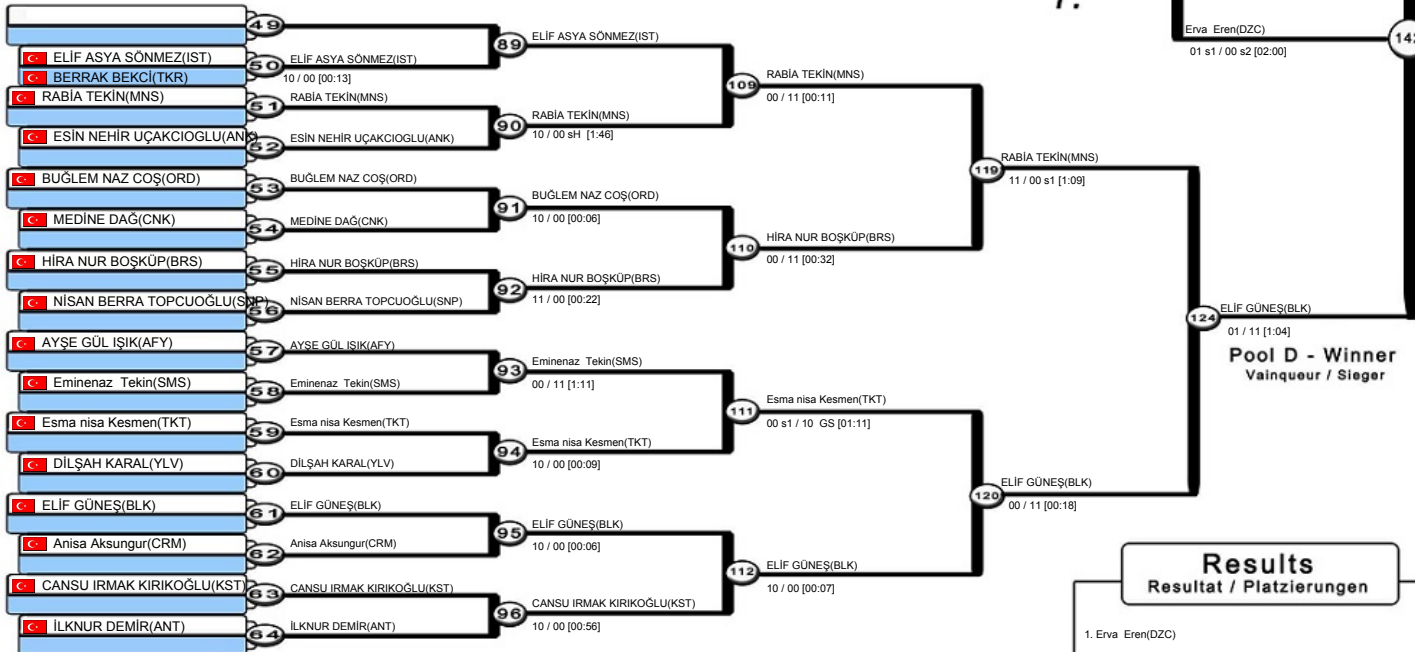 49
ELİF ASYA SÖNMEZ(IST)
BERRAK BEKCİ(TKR)
50
RABİA TEKİN(MNS)
51
ESİN NEHİR UÇAKCIOGLU(ANK)
52
BUĞLEM NAZ COŞ(ORD)
53
MEDİNE DAĞ(CNK)
54
HİRA NUR BOŞKÜP(BRS)
55
NİSAN BERRA TOPCUOĞLU(SNP)
56
AYŞE GÜL IŞIK(AFY)
57
Eminenaz Tekin(SMS)
58
Esma nisa Kesmen(TKT)
59
DİLŞAH KARAL(YLV)
60
ELİF GÜNEŞ(BLK)
61
Anisa Aksungur(CRM)
62
CANSU IRMAK KIRIKOĞLU(KST)
63
İLKNUR DEMİR(ANT)
64
ELİF ASYA SÖNMEZ(IST)
10 / 00 [00:13]
RABİA TEKİN(MNS)
ESİN NEHİR UÇAKCIOGLU(ANK)
BUĞLEM NAZ COŞ(ORD)
MEDİNE DAĞ(CNK)
HİRA NUR BOŞKÜP(BRS)
NİSAN BERRA TOPCUOĞLU(SNP)
AYŞE GÜL IŞIK(AFY)
Eminenaz Tekin(SMS)
Esma nisa Kesmen(TKT)
DİLŞAH KARAL(YLV)
ELİF GÜNEŞ(BLK)
Anisa Aksungur(CRM)
CANSU IRMAK KIRIKOĞLU(KST)
İLKNUR DEMİR(ANT)
89
ELİF ASYA SÖNMEZ(IST)
90
RABİA TEKİN(MNS)
10 / 00 sH [1:46]
91
BUĞLEM NAZ COŞ(ORD)
10 / 00 [00:06]
92
HİRA NUR BOŞKÜP(BRS)
11 / 00 [00:22]
93
Eminenaz Tekin(SMS)
00 / 11 [1:11]
94
Esma nisa Kesmen(TKT)
10 / 00 [00:09]
95
ELİF GÜNEŞ(BLK)
10 / 00 [00:06]
96
CANSU IRMAK KIRIKOĞLU(KST)
10 / 00 [00:56]
109
RABİA TEKİN(MNS)
00 / 11 [00:11]
110
HİRA NUR BOŞKÜP(BRS)
00 / 11 [00:32]
111
Esma nisa Kesmen(TKT)
00 s1 / 10 GS [01:11]
112
ELİF GÜNEŞ(BLK)
10 / 00 [00:07]
119
RABİA TEKİN(MNS)
11 / 00 s1 [1:09]
120
ELİF GÜNEŞ(BLK)
00 / 11 [00:18]
124
ELİF GÜNEŞ(BLK)
01 / 11 [1:04]
Pool D - Winner
Vainqueur / Sieger
Erva Eren(DZC)
01 s1 / 00 s2 [02:00]
Results
Resultat / Platzierungen
1. Erva Eren(DZC)